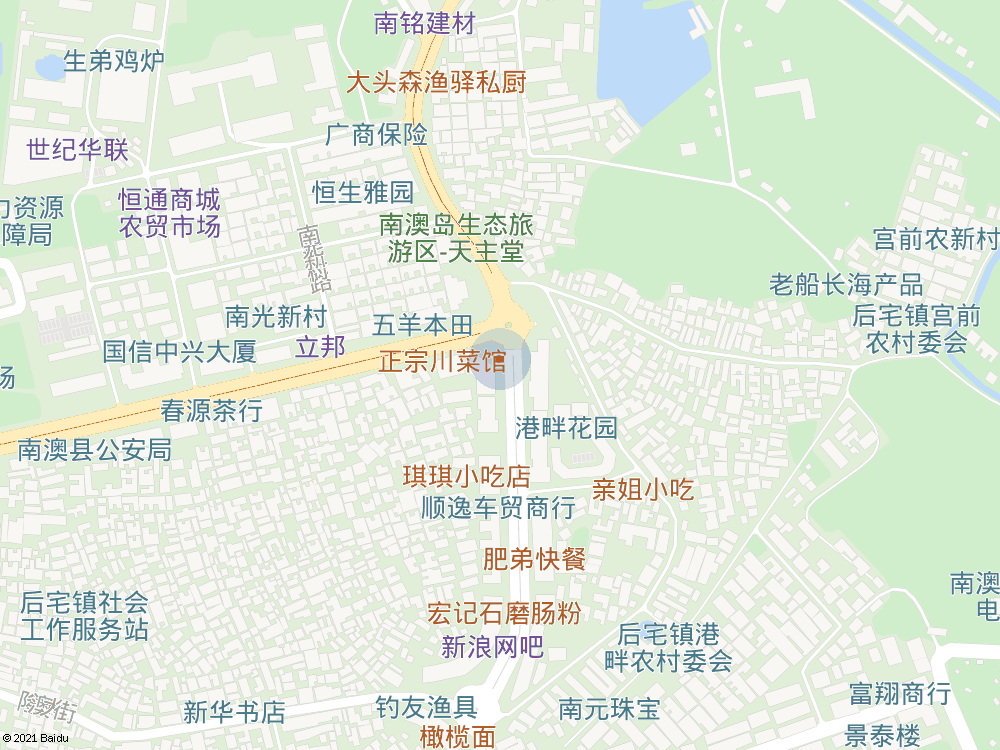 南铭建材
生弟鸡炉
大头森渔驿私厨
广商保险
世纪华联
恒生雅园
恒通商城
农贸市场
力资源
障局
南澳岛生态旅
游区-天主堂
宫前农新村
老船长海产品
后宅镇宫前
农村委会
南光新村
五羊本田
立邦
国信中兴大厦
正宗川菜馆
场
春源茶行
港畔花园
南澳县公安局
琪琪小吃店
亲姐小吃
顺逸车贸商行
肥弟快餐
南澳
电
后宅镇社会
工作服务站
宏记石磨肠粉
新浪网吧
后宅镇港
畔农村委会
富翔商行
新华书店
钓友渔具
南元珠宝
橄榄面
景泰楼
© 2021 Baidu